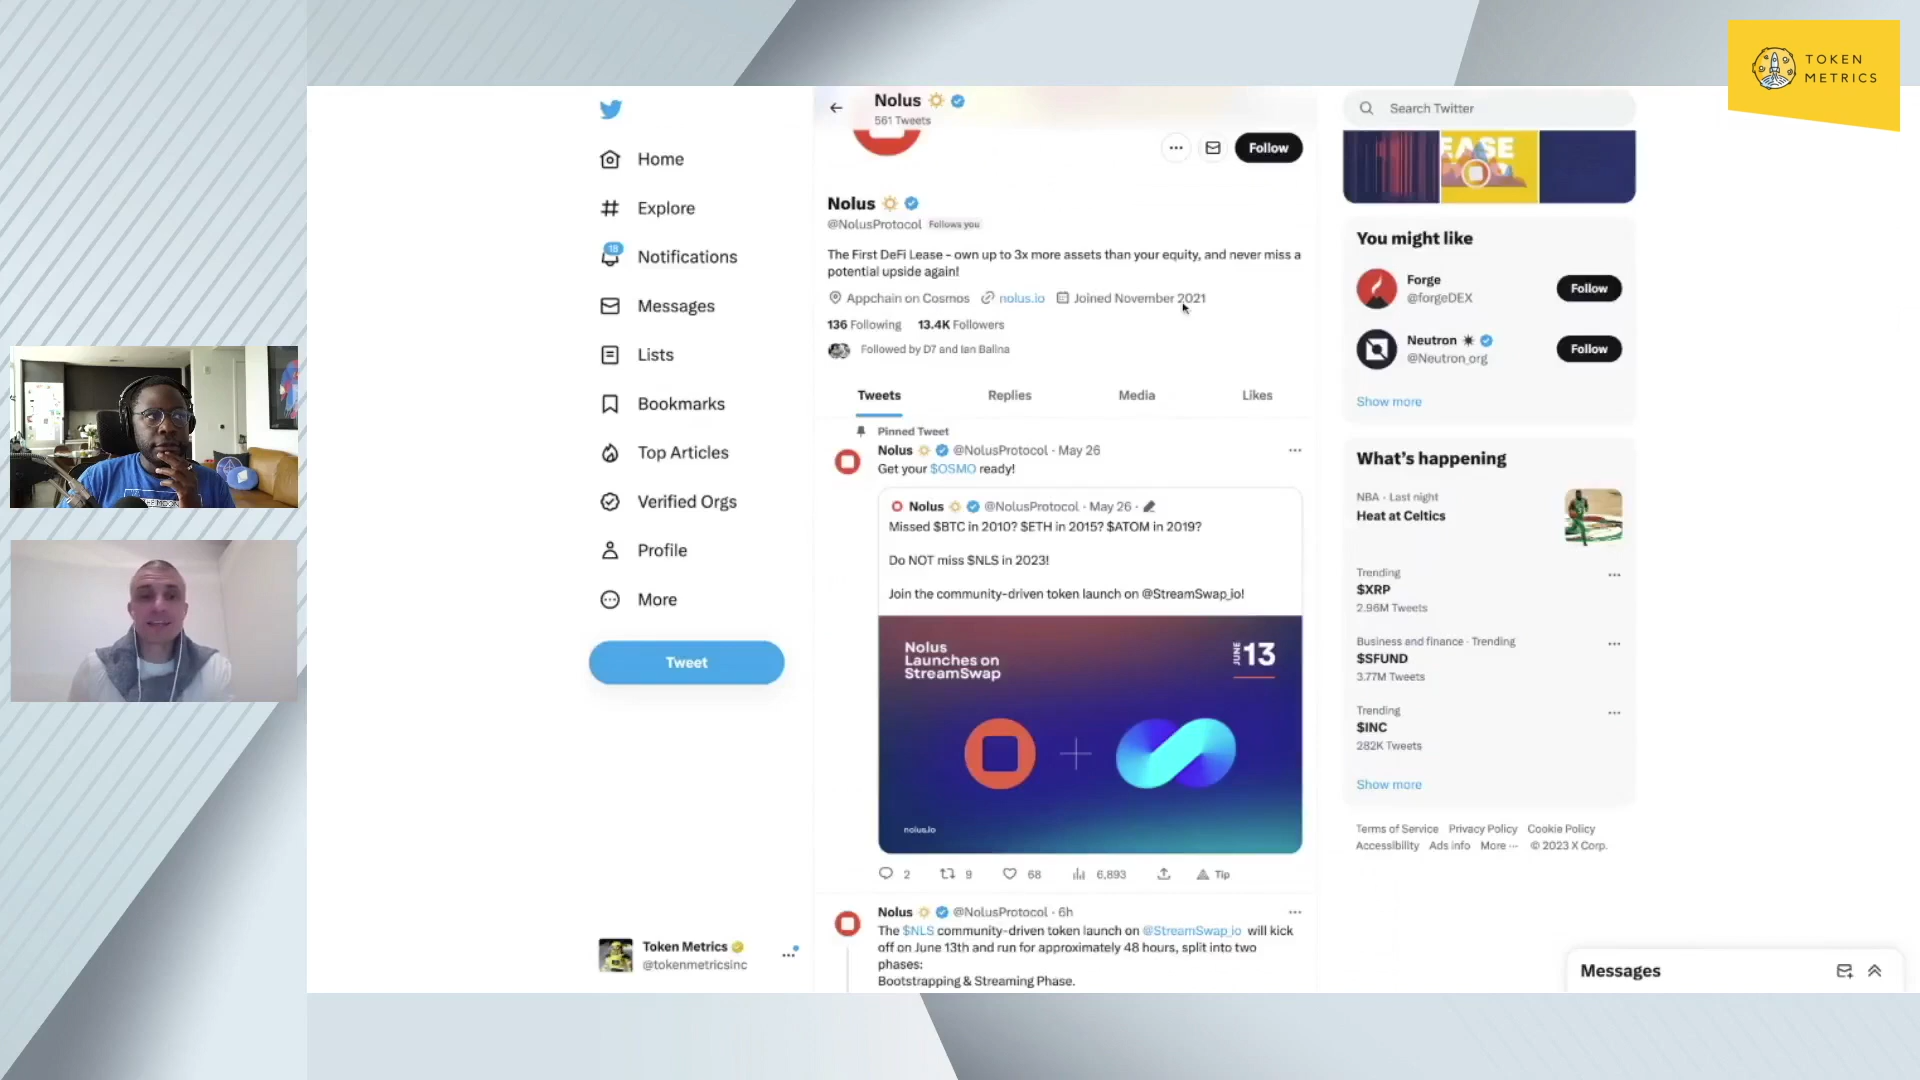 TOKEN
METRICS
Nolus
561 Tweets
Search Twitter
Follow
EASE
Home
Explore
18
Notifications
Messages
Lists
Bookmarks
Top Articles
Verified Orgs
Profile
More
Tweet
Token Metrics
@tokenmetricsinc
Nolus
@NolusProtocol Follows you
The First DeFi Lease - own up to 3x more assets than your equity, and never miss a
potential upside again!
Appchain on Cosmos nolus.io Joined November 2021
136 Following 13.4K Followers
Followed by D7 and Ian Balina
Tweets Replies Media Likes
Pinned Tweet
Nolus @NolusProtocol · May 26
Get your $OSMO ready!
Nolus @NolusProtocol · May 26 ·
Missed $BTC in 2010? $ETH in 2015? $ATOM in 2019?
Do NOT miss $NLS in 2023!
Join the community-driven token launch on @StreamSwap_io!
Nolus
Launches on
StreamSwap
JUNE 13
nolus.io
2 9 68 6,893 Tip
Nolus @NolusProtocol · 6h
The $NLS community-driven token launch on @StreamSwap_io will kick
off on June 13th and run for approximately 48 hours, split into two
phases:
Bootstrapping & Streaming Phase.
You might like
Forge
@forgeDEX
Follow
Neutron
@Neutron_org
Follow
Show more
What's happening
NBA · Last night
Heat at Celtics
Trending
$XRP
2.96M Tweets
Business and finance · Trending
$SFUND
3.77M Tweets
Trending
$INC
282K Tweets
Show more
Terms of Service Privacy Policy Cookie Policy
Accessibility Ads info More ··· © 2023 X Corp.
Messages